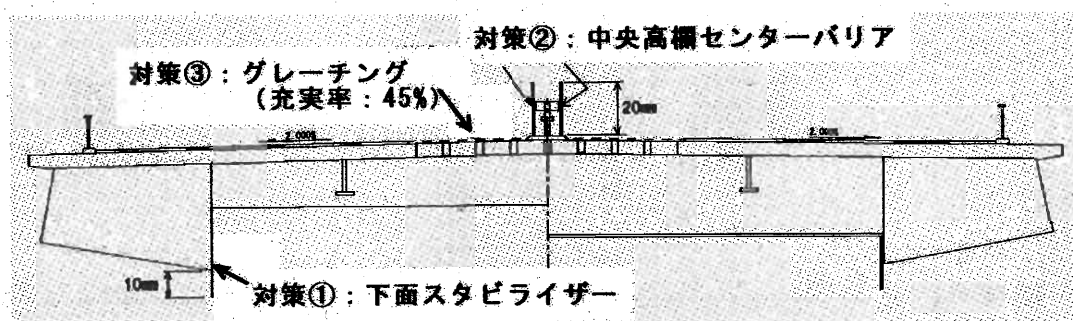 対策②：中央高欄センターバリア
対策③：グレーチング
(充実率：45%)
20mm
2.000%
2.000%
10mm
対策①：下面スタビライザー